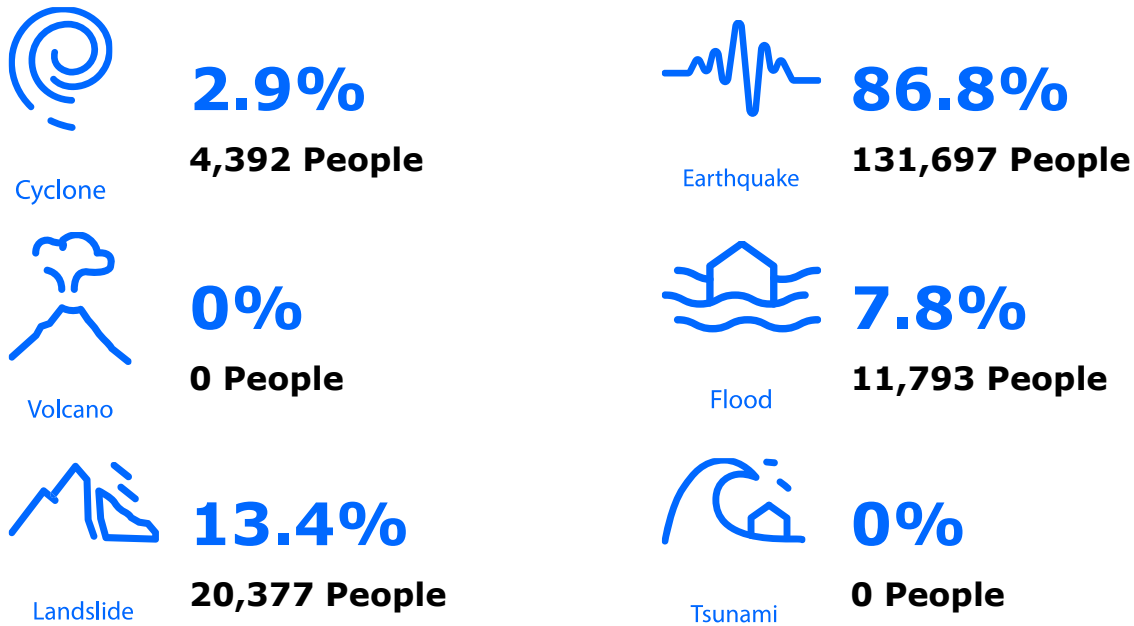 2.9%
4,392 People
Cyclone
86.8%
131,697 People
Earthquake
0%
0 People
Volcano
7.8%
11,793 People
Flood
13.4%
20,377 People
Landslide
0%
0 People
Tsunami